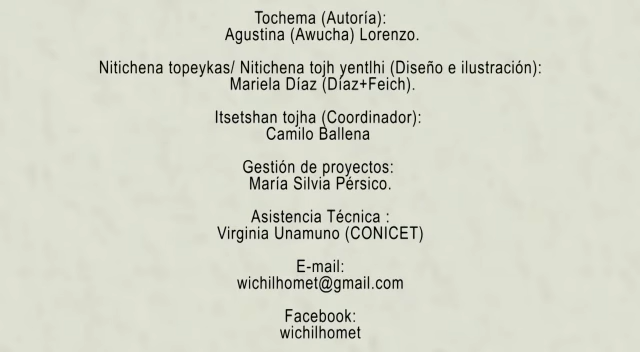 Tochema (Autoría):
Agustina (Awucha) Lorenzo.
Nitichena topeykas/ Nitichena tojh yentlhi (Diseño e ilustración):
Mariela Díaz (Díaz+Feich).
Itsetshan tojha (Coordinador):
Camilo Ballena
Gestión de proyectos:
María Silvia Pérsico.
Asistencia Técnica :
Virginia Unamuno (CONICET)
E-mail:
wichilhomet@gmail.com
Facebook:
wichilhomet